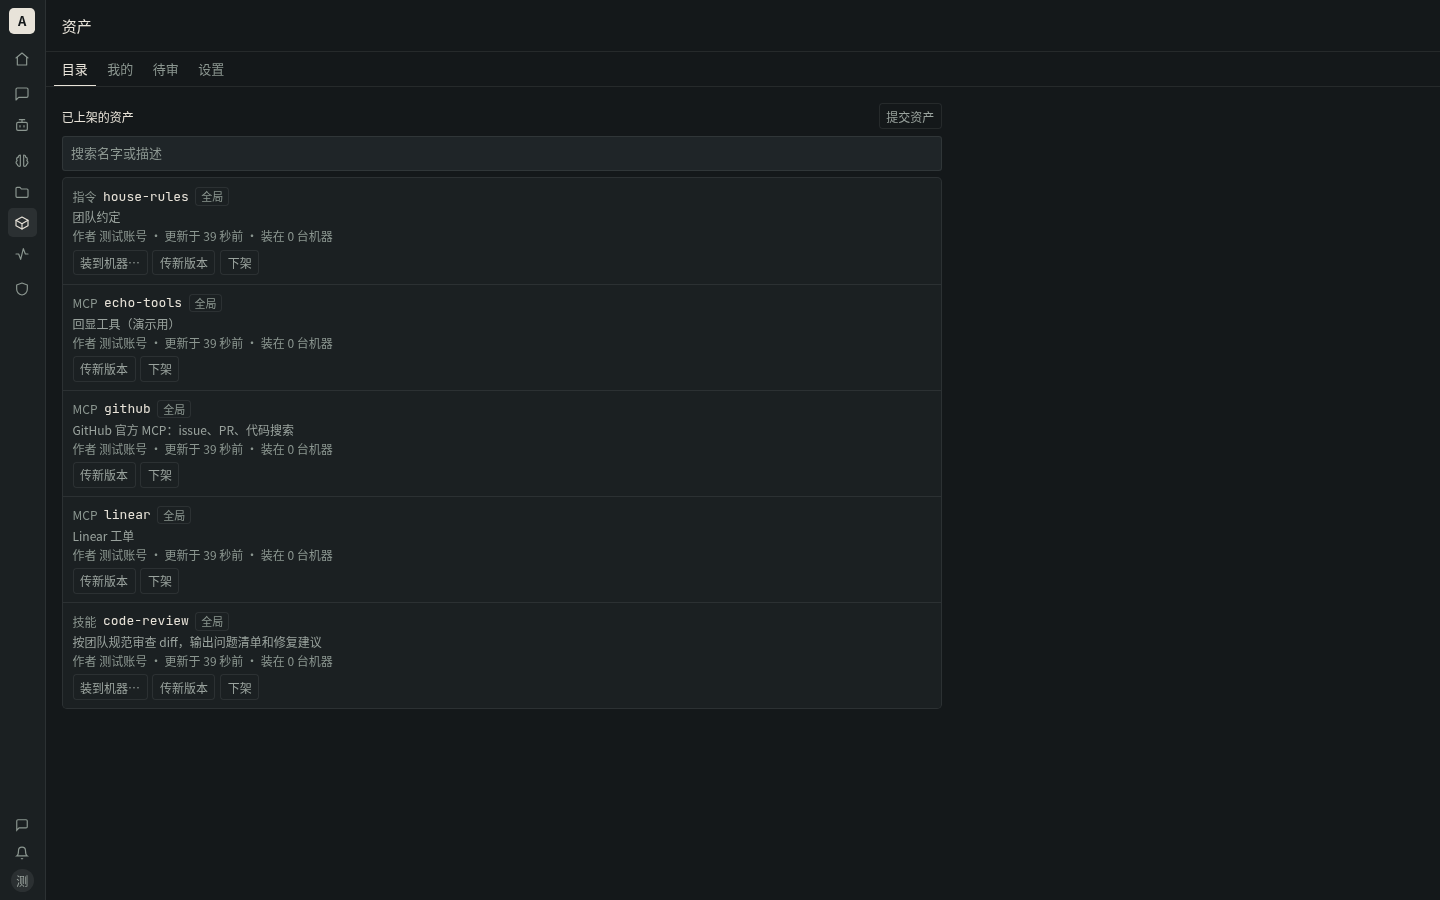 A
资产
目录 我的 待审 设置
已上架的资产 提交资产
搜索名字或描述
指令 house-rules 全局
团队约定
作者 测试账号 · 更新于 39 秒前 · 装在 0 台机器
装到机器… 传新版本 下架
MCP echo-tools 全局
回显工具（演示用）
作者 测试账号 · 更新于 39 秒前 · 装在 0 台机器
传新版本 下架
MCP github 全局
GitHub 官方 MCP：issue、PR、代码搜索
作者 测试账号 · 更新于 39 秒前 · 装在 0 台机器
传新版本 下架
MCP linear 全局
Linear 工单
作者 测试账号 · 更新于 39 秒前 · 装在 0 台机器
传新版本 下架
技能 code-review 全局
按团队规范审查 diff，输出问题清单和修复建议
作者 测试账号 · 更新于 39 秒前 · 装在 0 台机器
装到机器… 传新版本 下架
测